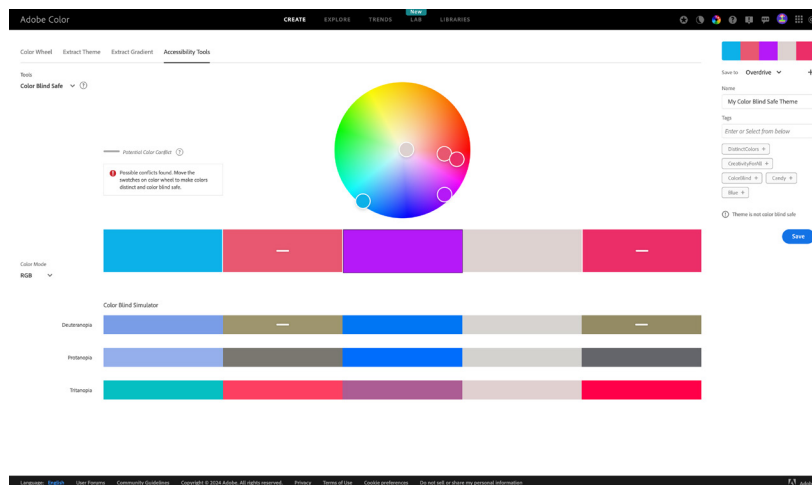 Adobe Color
CREATE EXPLORE TRENDS LAB LIBRARIES
New
Color Wheel Extract Theme Extract Gradient Accessibility Tools
Tools
Color Blind Safe
Potential Color Conflict
Possible conflicts found. Move the
swatches on color wheel to make colors
distinct and color blind safe.
Color Mode
RGB
Color Blind Simulator
Deuteranopia
Protanopia
Tritanopia
Save to Overdrive
Name
My Color Blind Safe Theme
Tags
Enter or Select from below
DistinctColors +
CreativityForAll +
ColorBlind + Candy +
Blue +
Theme is not color blind safe
Save
Language: English User Forums Community Guidelines Copyright © 2024 Adobe. All rights reserved. Privacy Terms of Use Cookie preferences Do not sell or share my personal information